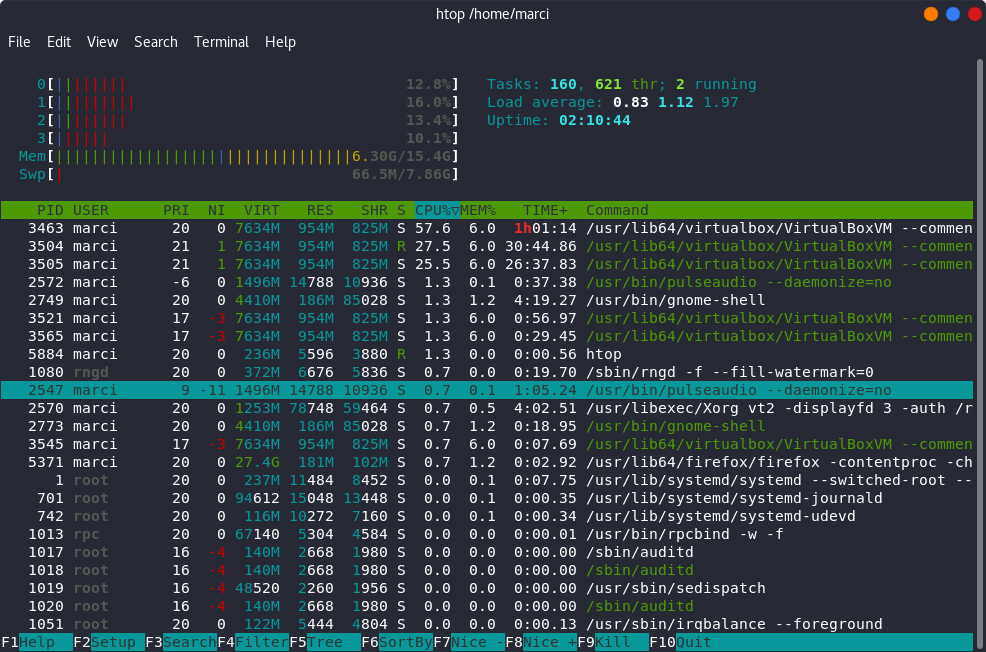 htop /home/marci
File Edit View Search Terminal Help
0[|||||||| 12.8%] Tasks: 160, 621 thr; 2 running
1[||||||||| 16.0%] Load average: 0.83 1.12 1.97
2[|||||||| 13.4%] Uptime: 02:10:44
3[|||||| 10.1%]
Mem[|||||||||||||||||||||||||||||||||6.30G/15.4G]
Swp[| 66.5M/7.86G]
PID USER PRI NI VIRT RES SHR S CPU%▽MEM% TIME+ Command
3463 marci 20 0 7634M 954M 825M S 57.6 6.0 1h01:14 /usr/lib64/virtualbox/VirtualBoxVM --commen
3504 marci 21 1 7634M 954M 825M R 27.5 6.0 30:44.86 /usr/lib64/virtualbox/VirtualBoxVM --commen
3505 marci 21 1 7634M 954M 825M S 25.5 6.0 26:37.83 /usr/lib64/virtualbox/VirtualBoxVM --commen
2572 marci -6 0 1496M 14788 10936 S 1.3 0.1 0:37.38 /usr/bin/pulseaudio --daemonize=no
2749 marci 20 0 4410M 186M 85028 S 1.3 1.2 4:19.27 /usr/bin/gnome-shell
3521 marci 17 -3 7634M 954M 825M S 1.3 6.0 0:56.97 /usr/lib64/virtualbox/VirtualBoxVM --commen
3565 marci 17 -3 7634M 954M 825M S 1.3 6.0 0:29.45 /usr/lib64/virtualbox/VirtualBoxVM --commen
5884 marci 20 0 236M 5596 3880 R 1.3 0.0 0:00.56 htop
1080 rngd 20 0 372M 6676 5836 S 0.7 0.0 0:19.70 /sbin/rngd -f --fill-watermark=0
2547 marci 9 -11 1496M 14788 10936 S 0.7 0.1 1:05.24 /usr/bin/pulseaudio --daemonize=no
2570 marci 20 0 1253M 78748 59464 S 0.7 0.5 4:02.51 /usr/libexec/Xorg vt2 -displayfd 3 -auth /r
2773 marci 20 0 4410M 186M 85028 S 0.7 1.2 0:18.95 /usr/bin/gnome-shell
3545 marci 17 -3 7634M 954M 825M S 0.7 6.0 0:07.69 /usr/lib64/virtualbox/VirtualBoxVM --commen
5371 marci 20 0 27.4G 181M 102M S 0.7 1.2 0:02.92 /usr/lib64/firefox/firefox -contentproc -ch
1 root 20 0 237M 11484 8452 S 0.0 0.1 0:07.75 /usr/lib/systemd/systemd --switched-root --
701 root 20 0 94612 15048 13448 S 0.0 0.1 0:00.35 /usr/lib/systemd/systemd-journald
742 root 20 0 116M 10272 7160 S 0.0 0.1 0:00.34 /usr/lib/systemd/systemd-udevd
1013 rpc 20 0 67140 5304 4584 S 0.0 0.0 0:00.01 /usr/bin/rpcbind -w -f
1017 root 16 -4 140M 2668 1980 S 0.0 0.0 0:00.00 /sbin/auditd
1018 root 16 -4 140M 2668 1980 S 0.0 0.0 0:00.00 /sbin/auditd
1019 root 16 -4 48520 2260 1956 S 0.0 0.0 0:00.00 /usr/sbin/sedispatch
1020 root 16 -4 140M 2668 1980 S 0.0 0.0 0:00.00 /sbin/auditd
1051 root 20 0 122M 5444 4804 S 0.0 0.0 0:00.13 /usr/sbin/irqbalance --foreground
F1Help F2Setup F3SearchF4FilterF5Tree F6SortByF7Nice -F8Nice +F9Kill F10Quit